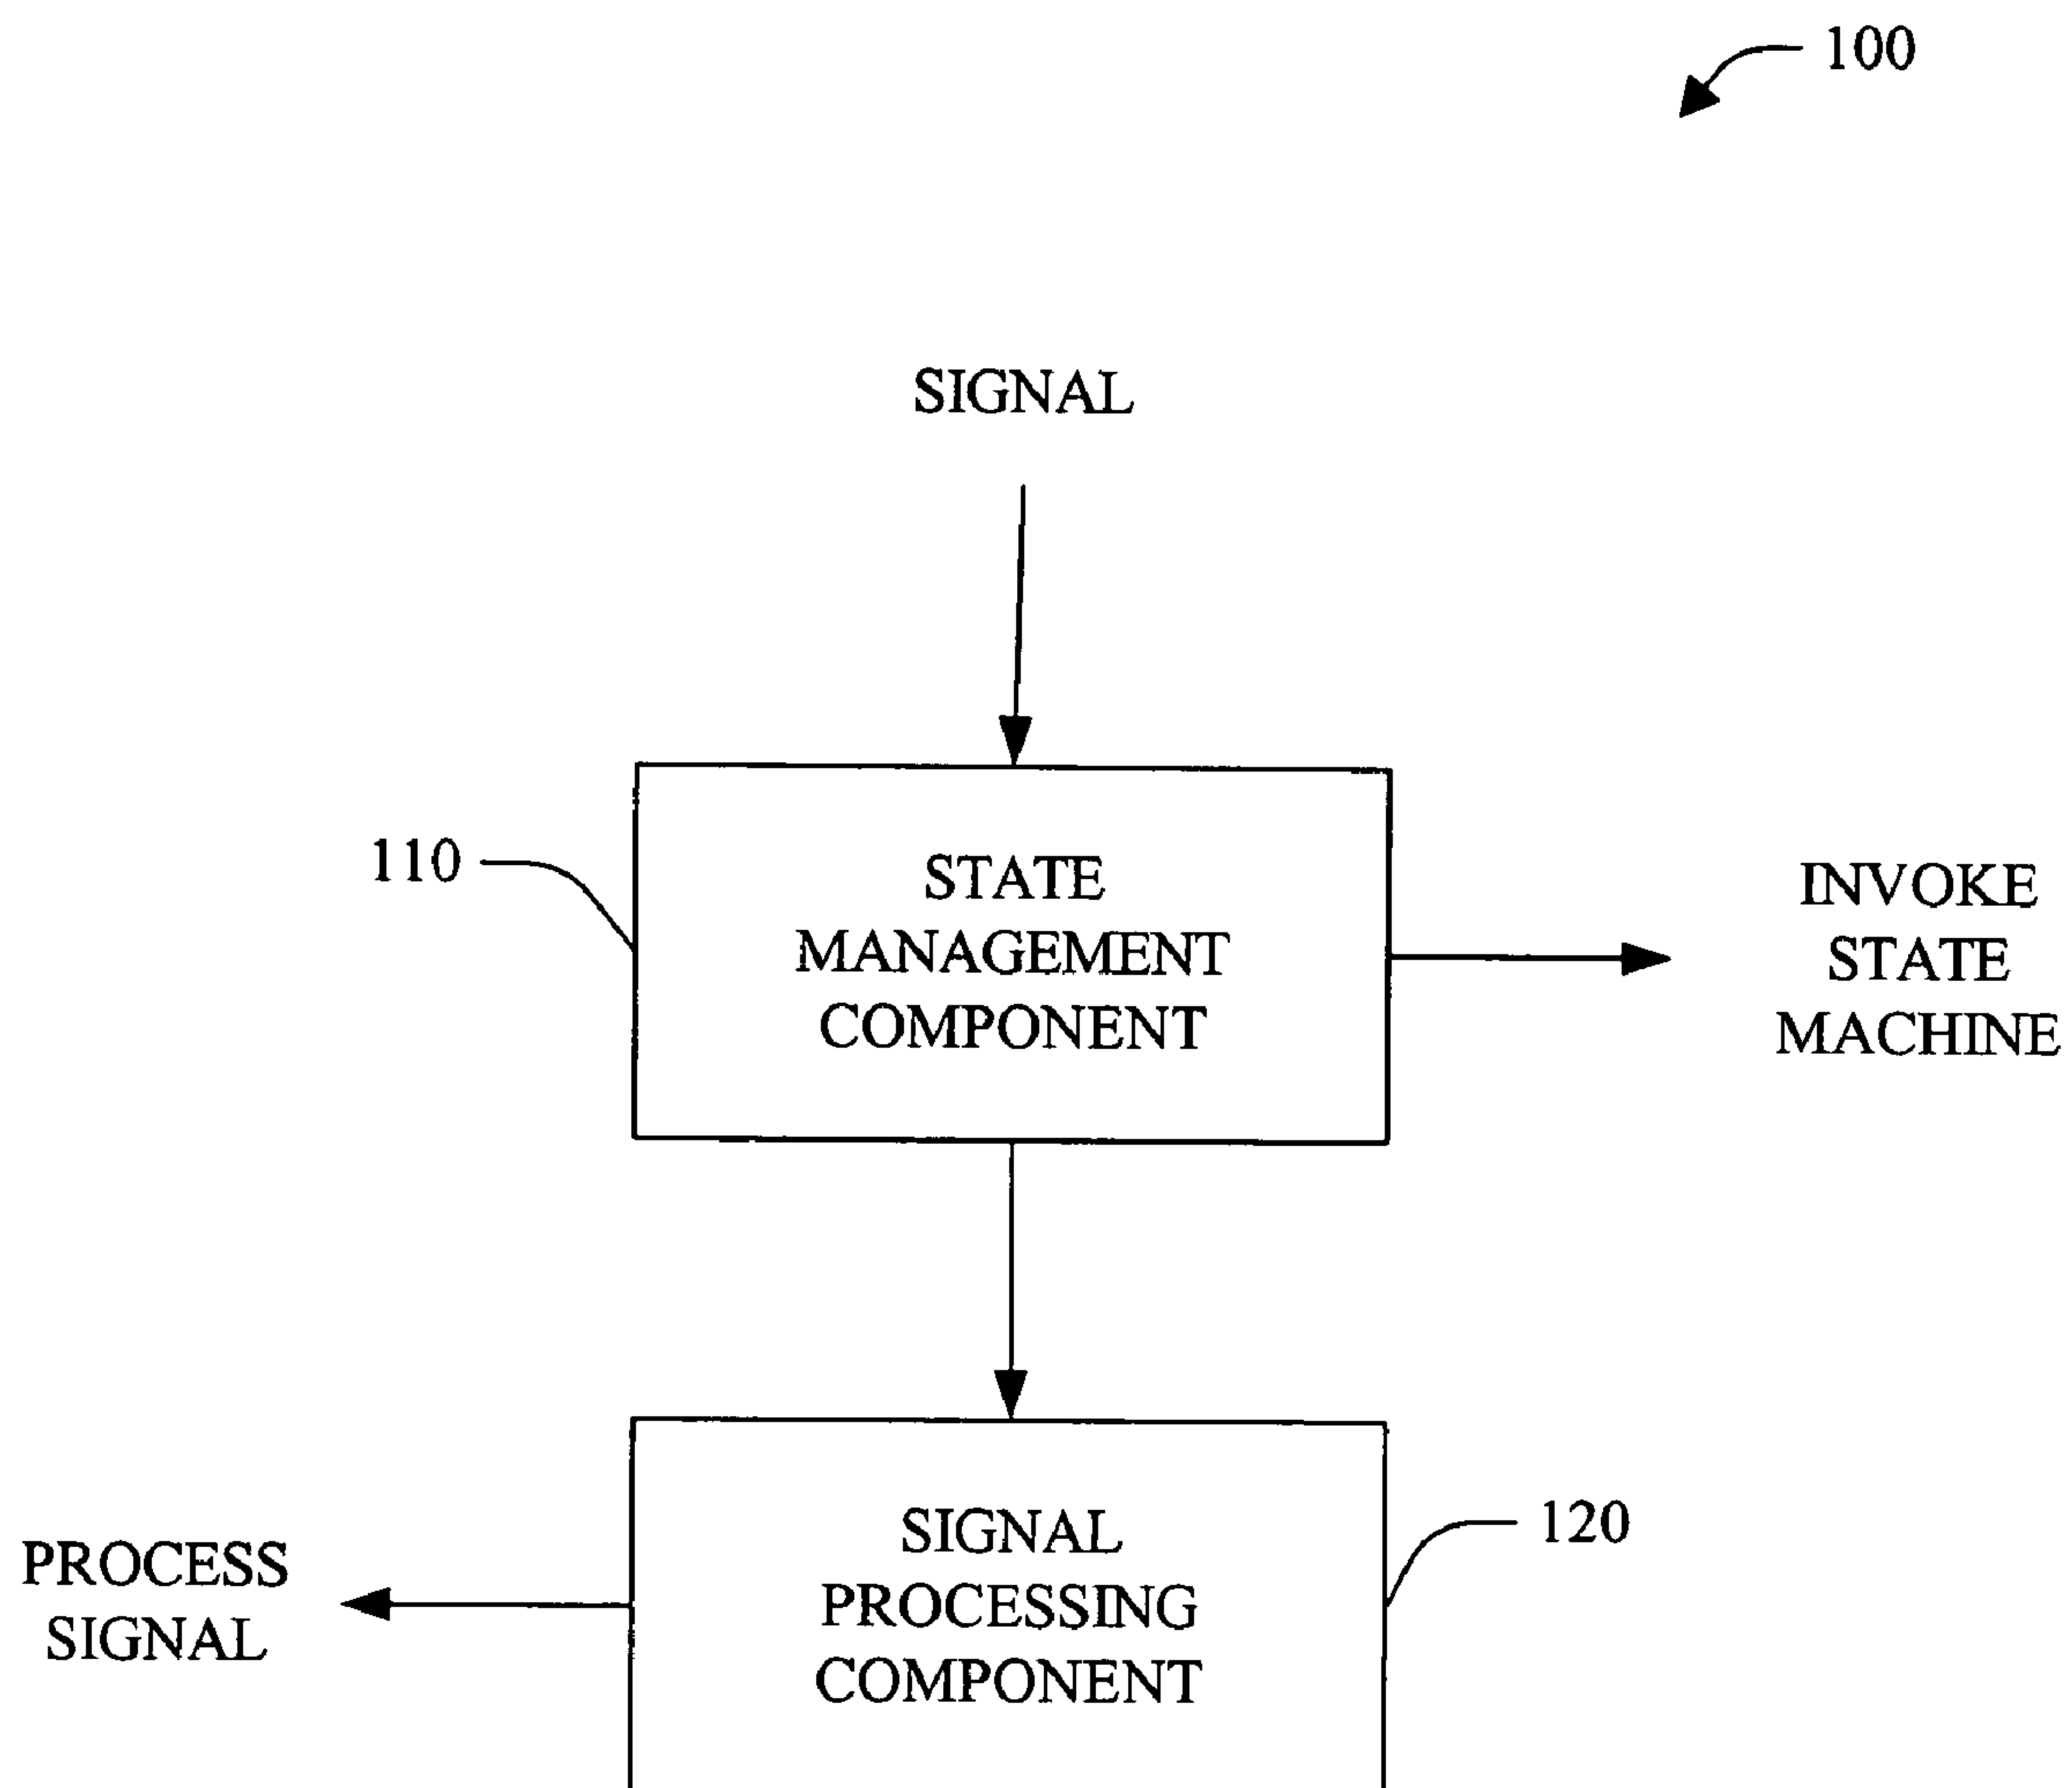 100
SIGNAL
110
STATE
MANAGEMENT
COMPONENT
INVOKE
STATE
MACHINE
PROCESS
SIGNAL
SIGNAL
PROCESSING
COMPONENT
120